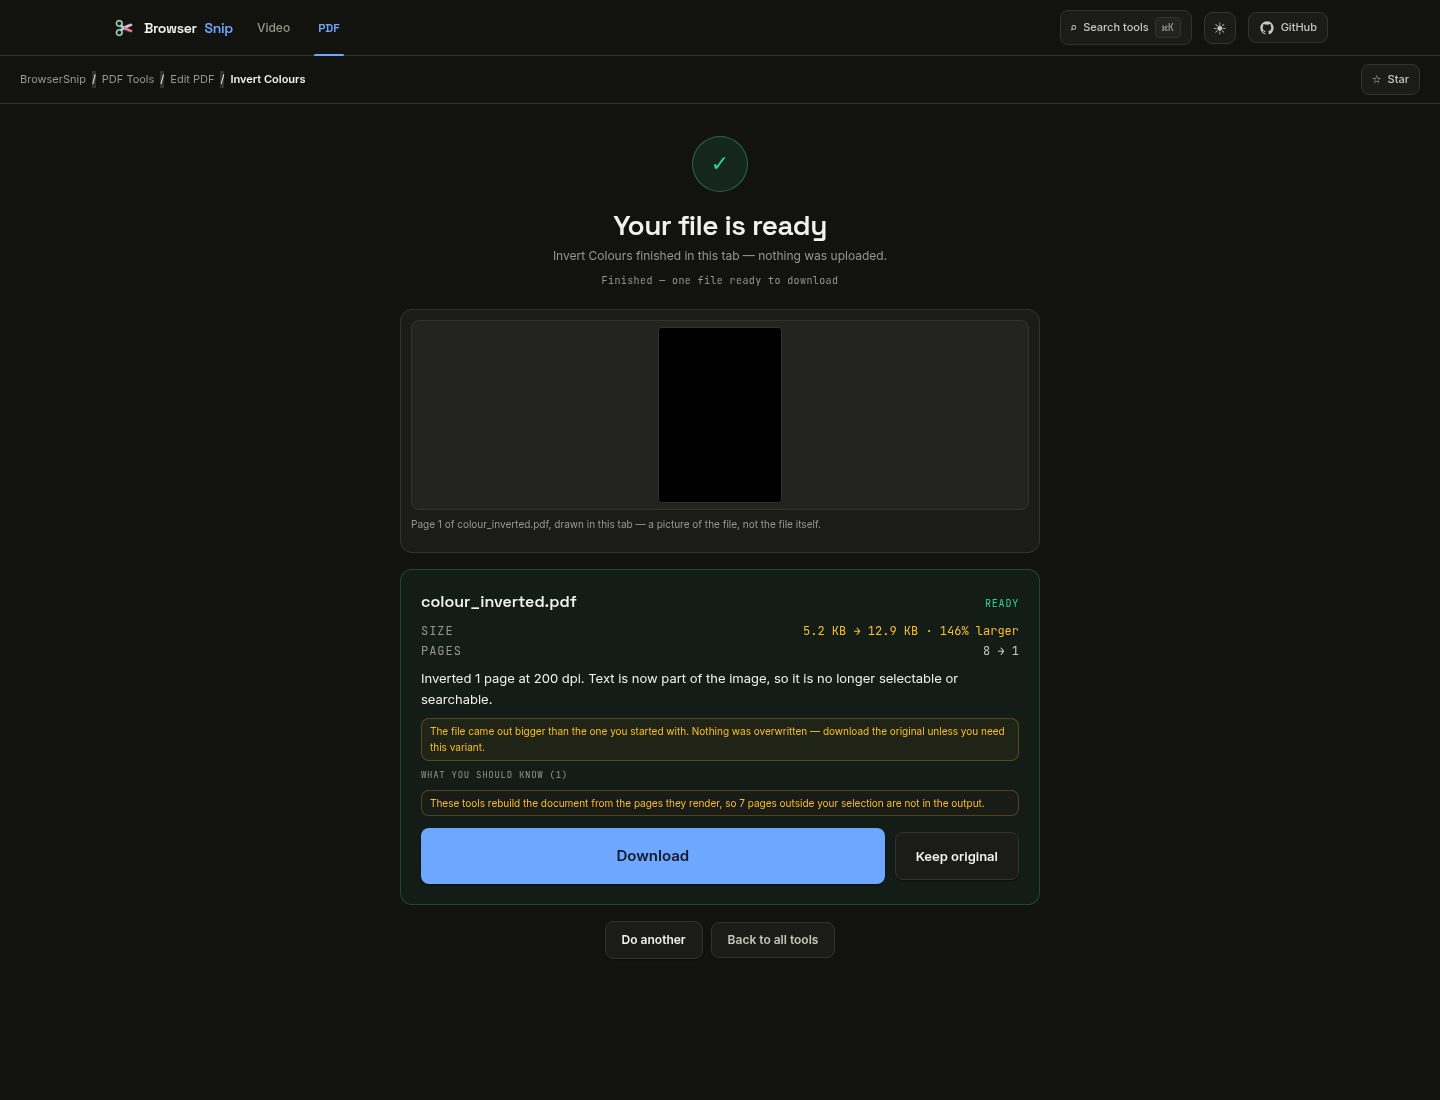 Browser Snip Video PDF Search tools ⌘K GitHub
BrowserSnip / PDF Tools / Edit PDF / Invert Colours ☆ Star
✓
Your file is ready
Invert Colours finished in this tab — nothing was uploaded.
Finished — one file ready to download
Page 1 of colour_inverted.pdf, drawn in this tab — a picture of the file, not the file itself.
colour_inverted.pdf READY
SIZE 5.2 KB → 12.9 KB · 146% larger
PAGES 8 → 1
Inverted 1 page at 200 dpi. Text is now part of the image, so it is no longer selectable or
searchable.
The file came out bigger than the one you started with. Nothing was overwritten — download the original unless you need
this variant.
WHAT YOU SHOULD KNOW (1)
These tools rebuild the document from the pages they render, so 7 pages outside your selection are not in the output.
Download Keep original
Do another Back to all tools